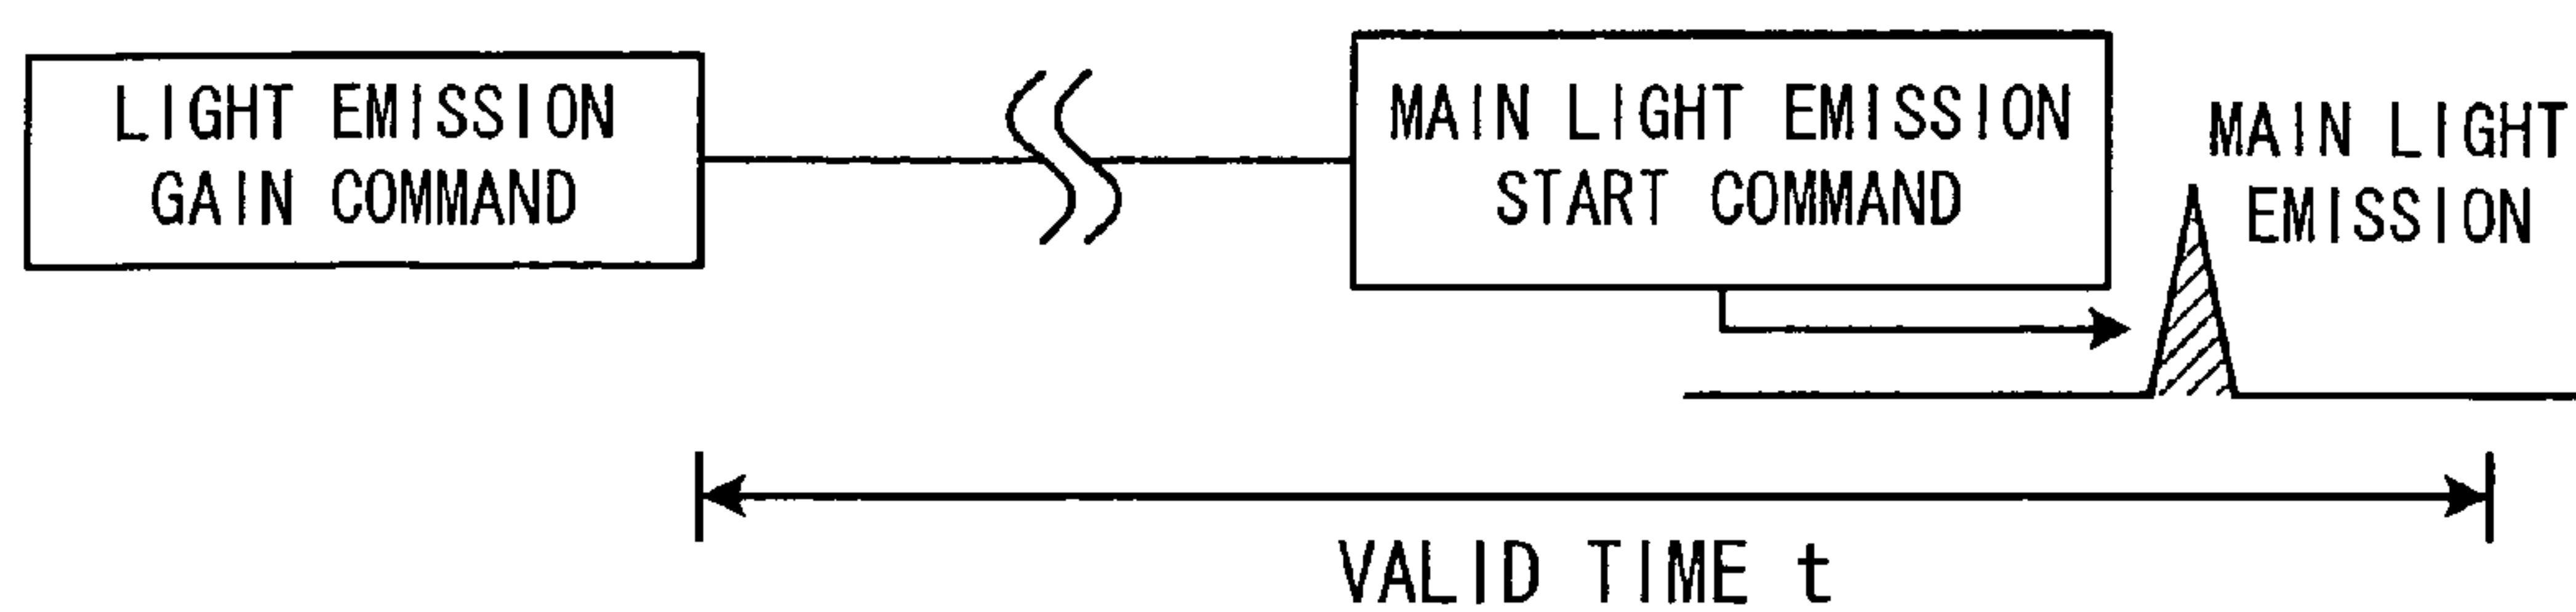 LIGHT EMISSION
GAIN COMMAND
MAIN LIGHT EMISSION
START COMMAND
MAIN LIGHT
EMISSION
VALID TIME t